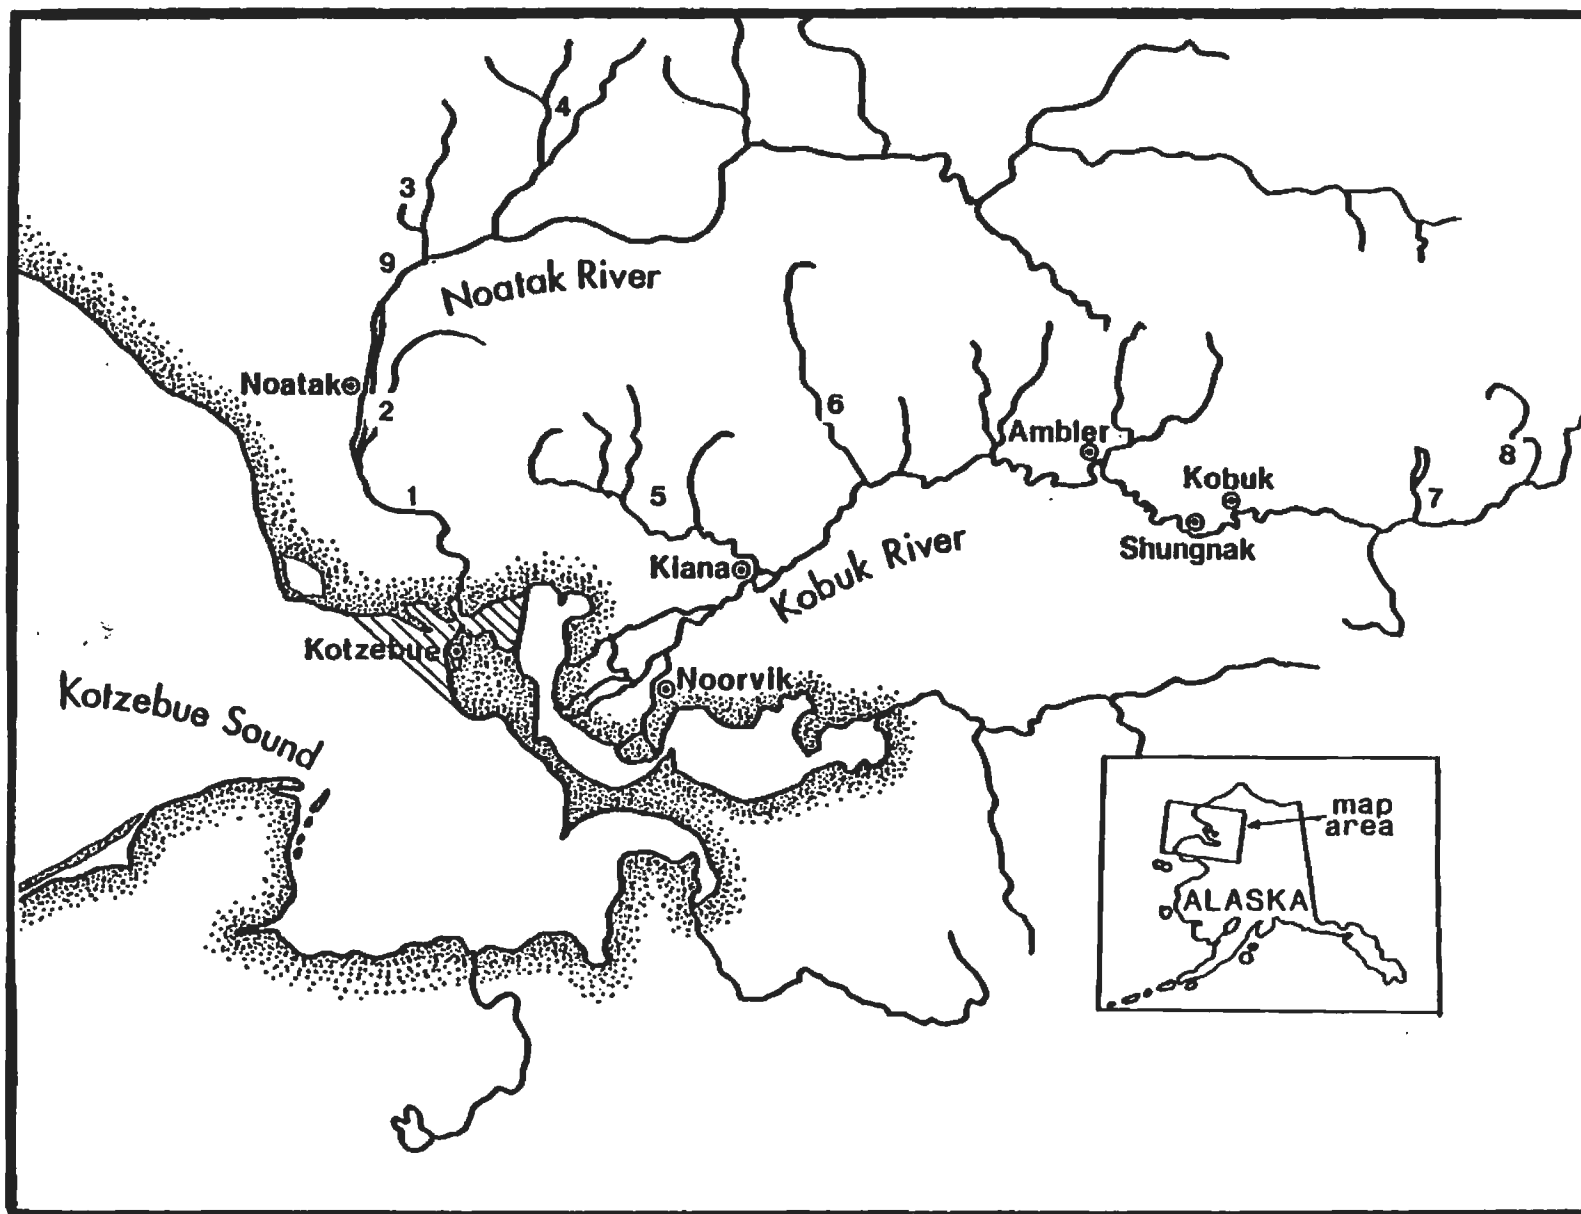 4
3
9
Noatak River
Noatak
2
6
Ambler
8
1
5
Kobuk
7
Shungnak
Kiana
Kobuk River
Kotzebue
Noorvik
Kotzebue Sound
map
area
ALASKA